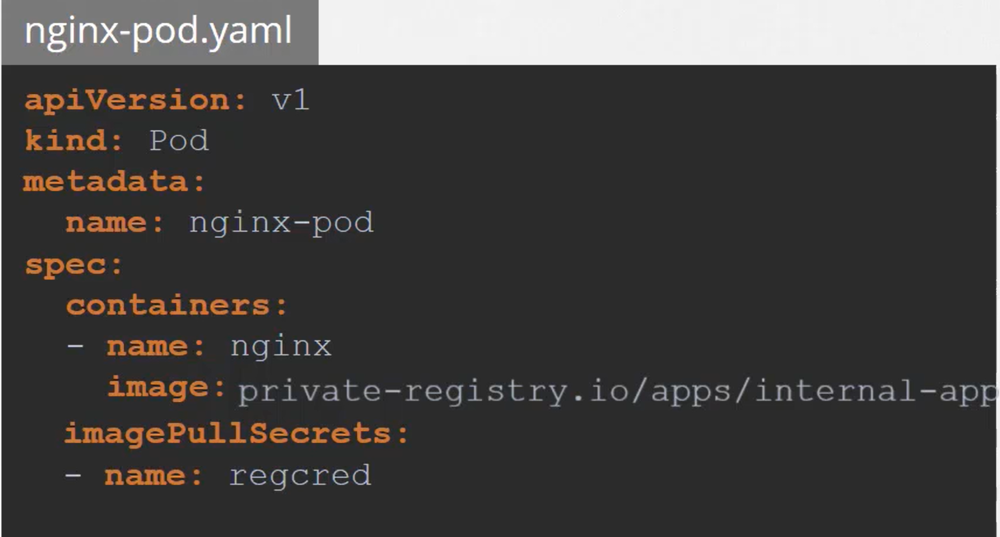 nginx-pod.yaml
apiVersion: v1
kind: Pod
metadata:
  name: nginx-pod
spec:
  containers:
  - name: nginx
    image: private-registry.io/apps/internal-app
  imagePullSecrets:
  - name: regcred